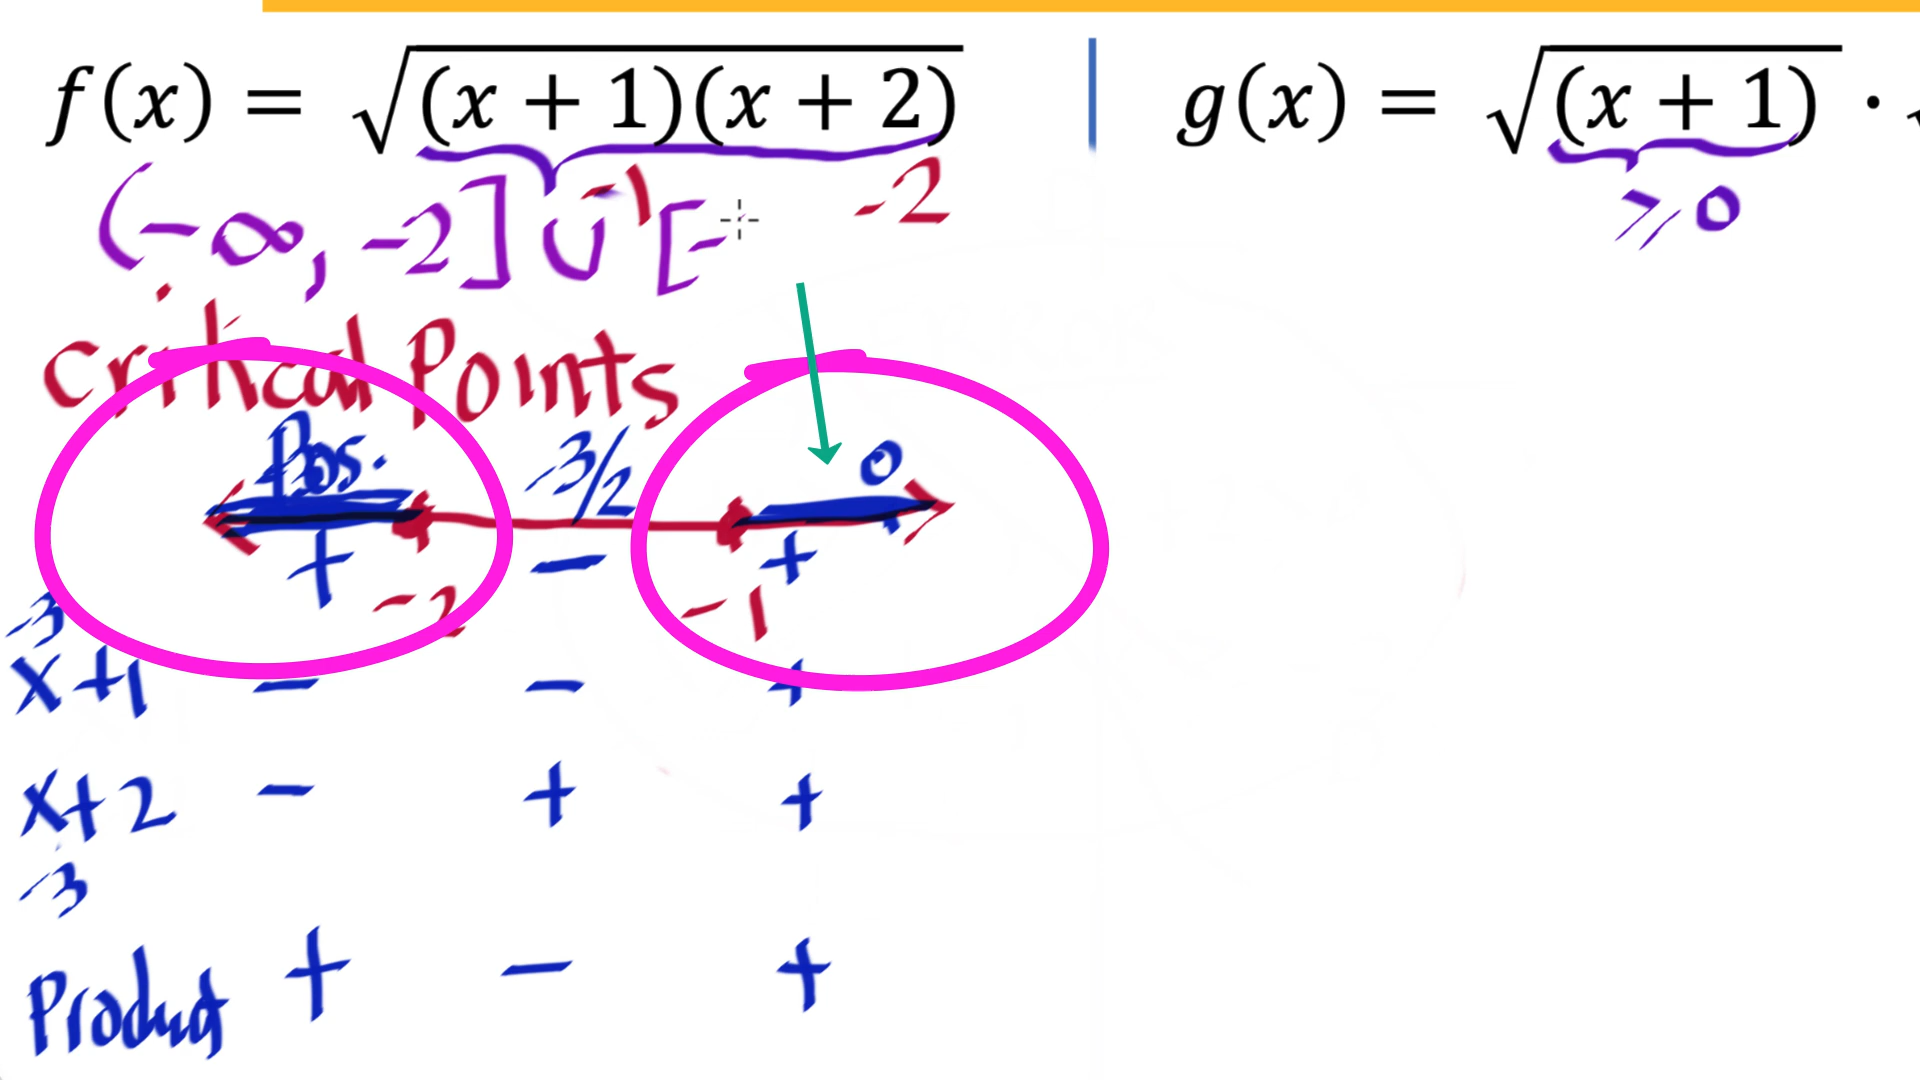 f(x) = √(x + 1)(x + 2)
g(x) = √(x + 1) ·
-1 -2
≥ 0
(-∞, -2] ∪ [-
Critical Points
Pos. -3/2 0
+ - +
-2 -1
-3
x+1 - - +
x+2 - + +
-3
Product + - +